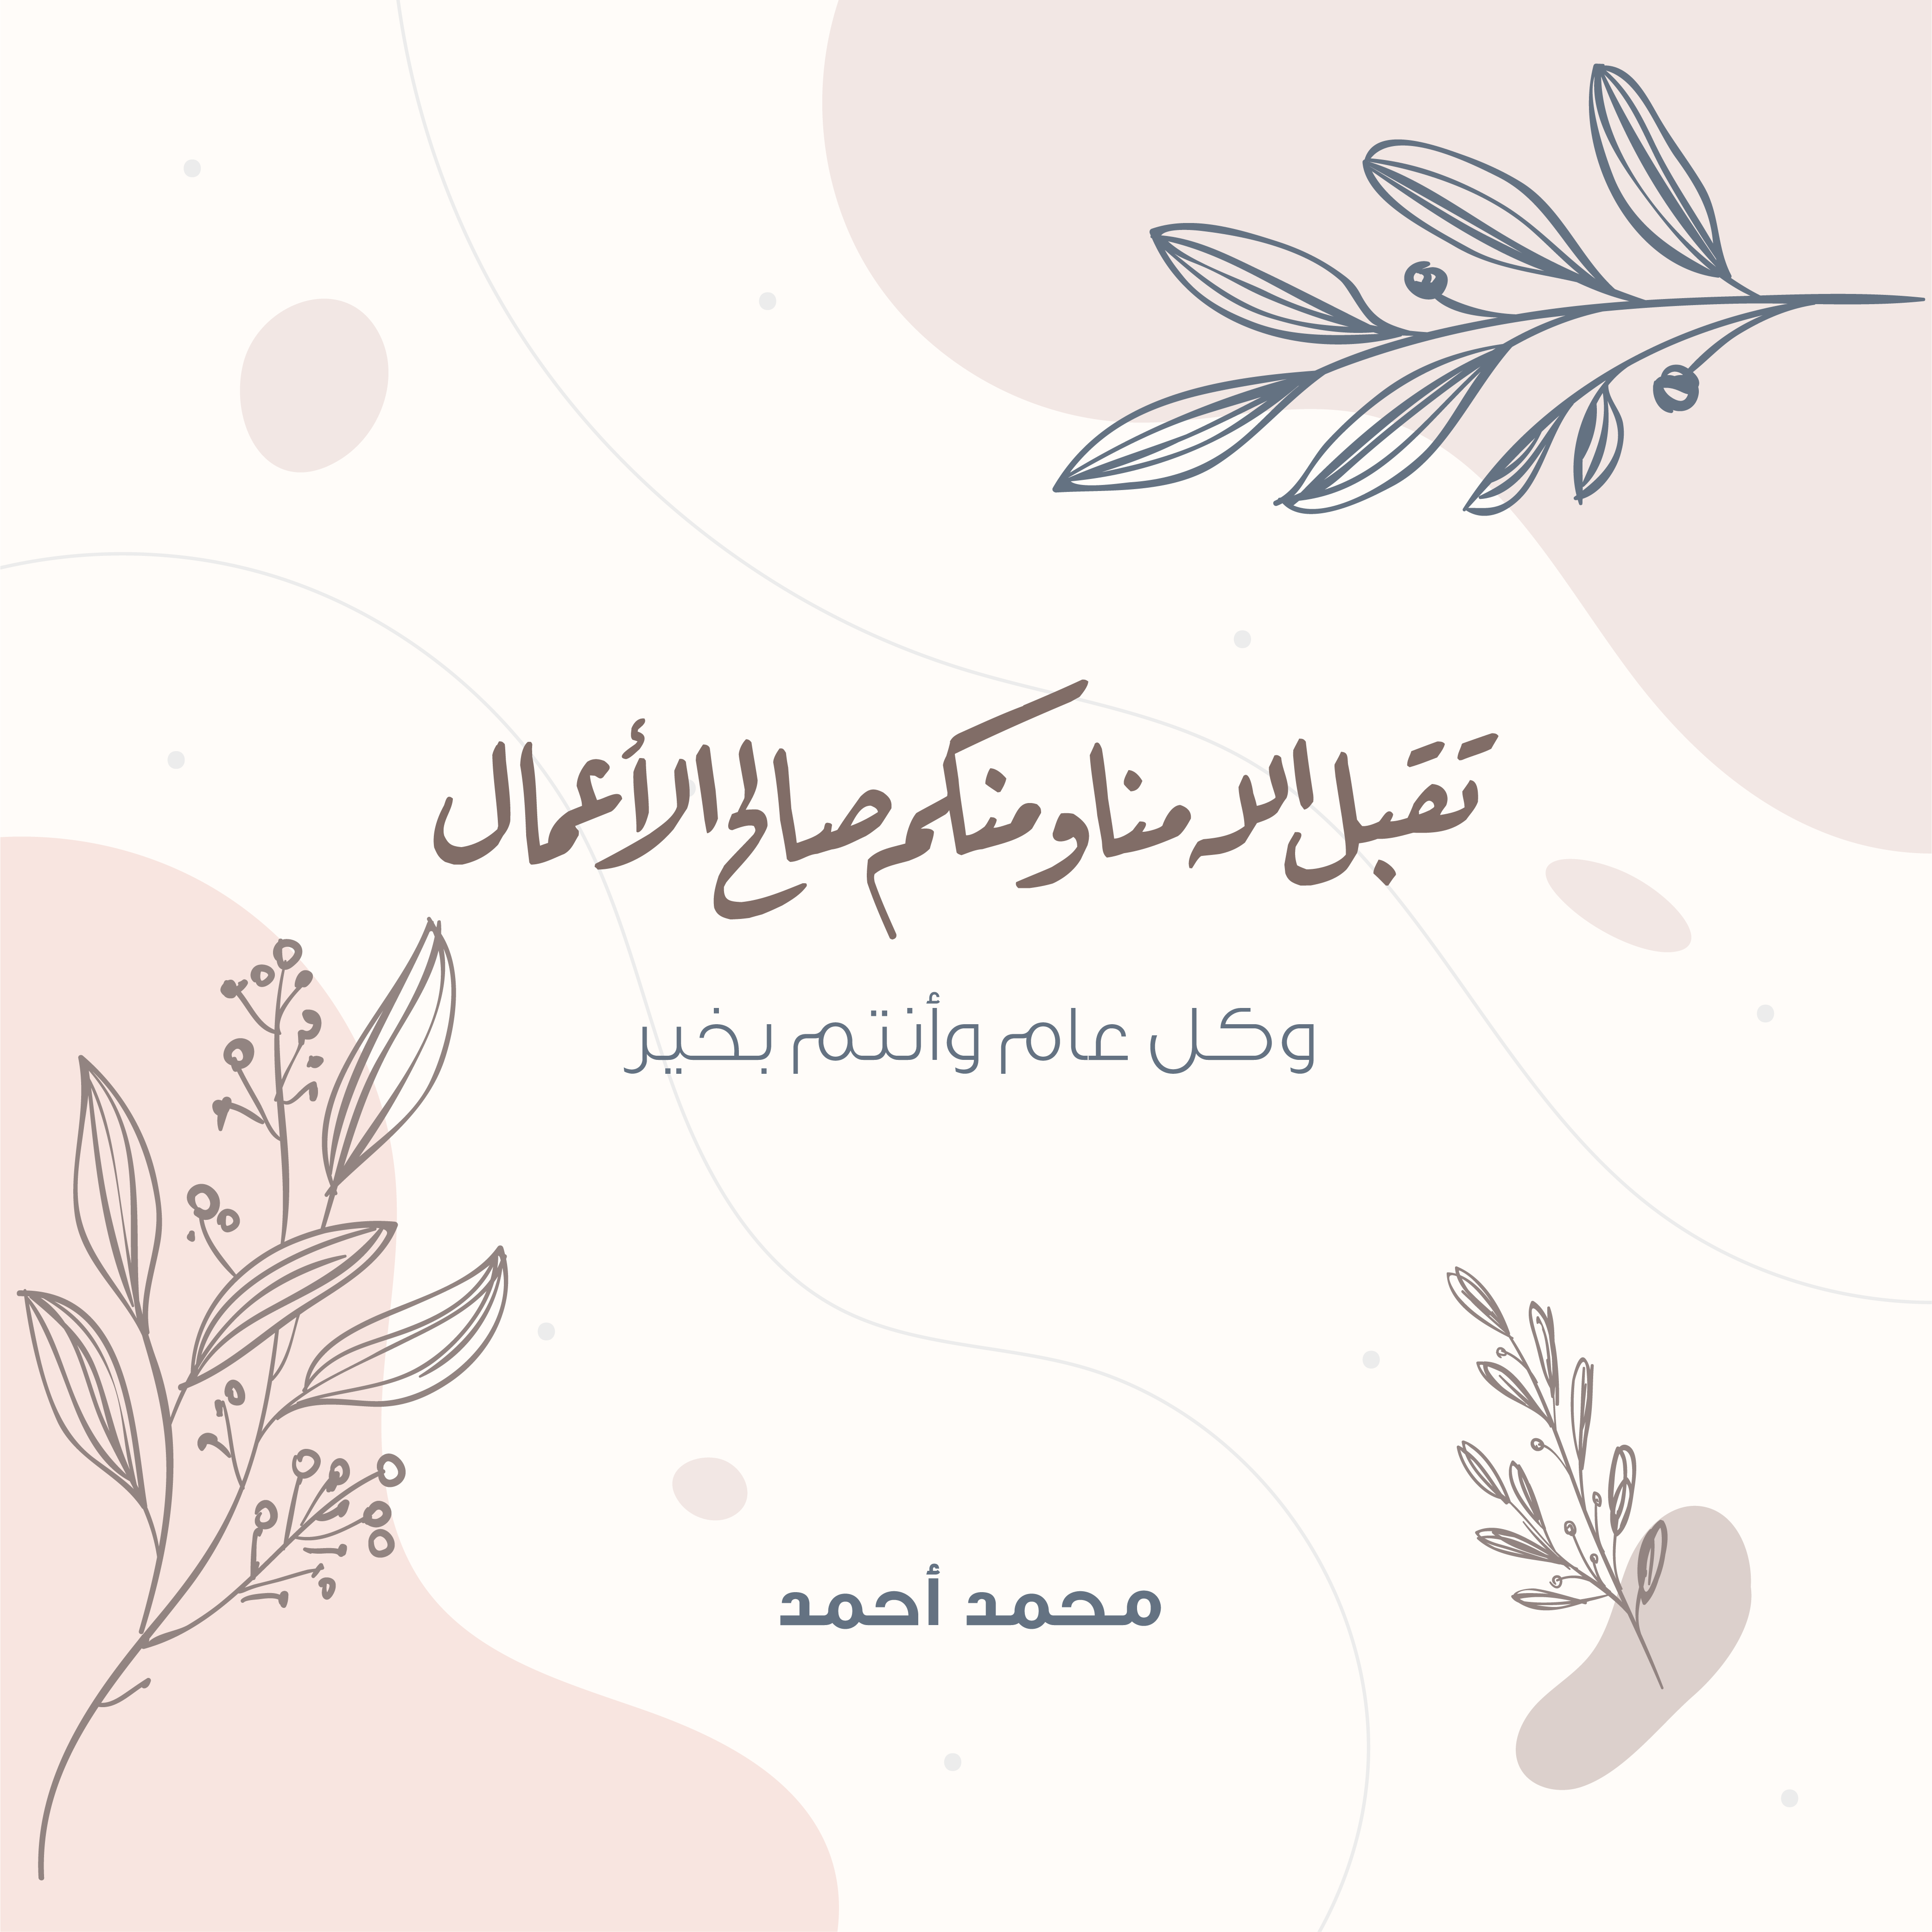 تقبل الله منا ومنكم صالح الأعمال
وكل عام وأنتم بخير
محمد أحمد